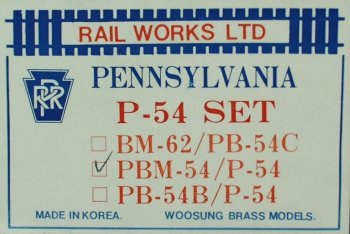 RAIL WORKS LTD
PRR
PENNSYLVANIA
P-54 SET
BM-62/PB-54C
PBM-54/P-54
PB-54B/P-54
MADE IN KOREA. WOOSUNG BRASS MODELS.